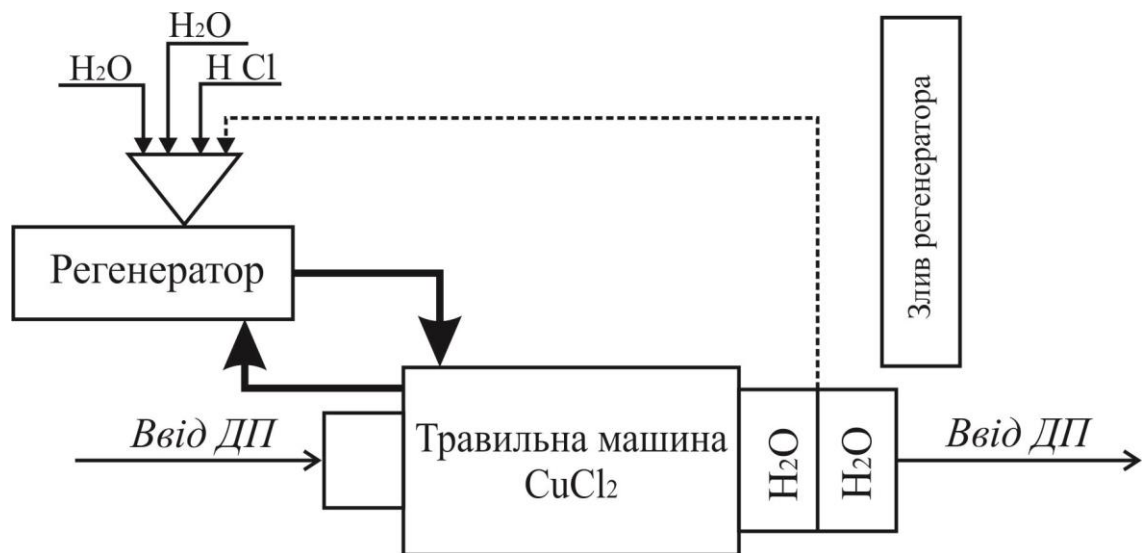 H₂O
H₂O
H Cl
Злив регенератора
Регенератор
Ввід ДП
Травильна машина
CuCl₂
H₂O
H₂O
Ввід ДП